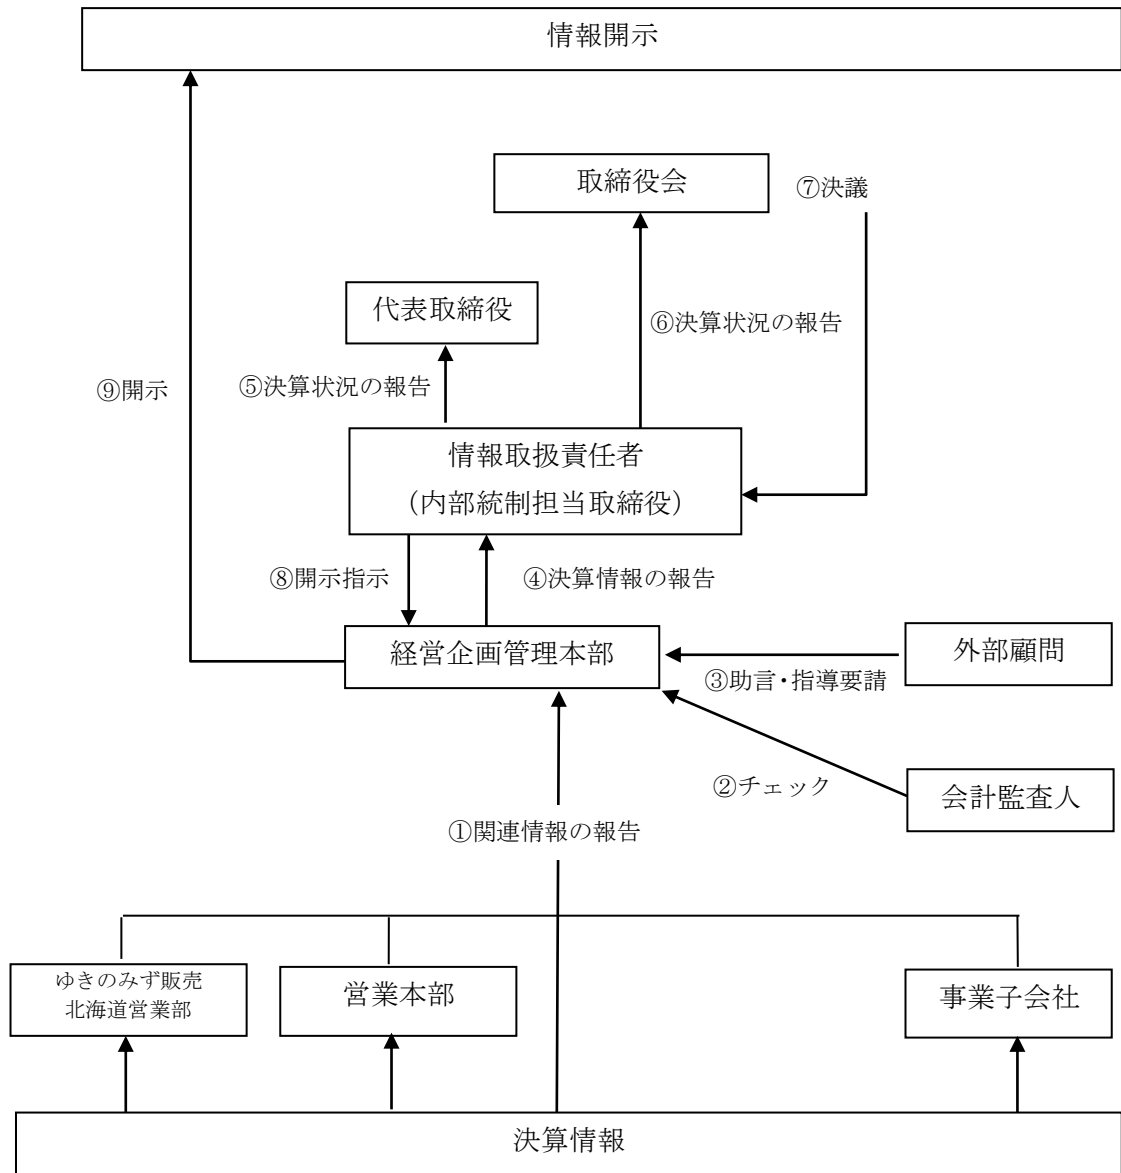 情報開示
取締役会
⑦決議
代表取締役
⑥決算状況の報告
⑨開示
⑤決算状況の報告
情報取扱責任者
（内部統制担当取締役）
⑧開示指示
④決算情報の報告
経営企画管理本部
外部顧問
③助言・指導要請
②チェック
会計監査人
①関連情報の報告
ゆきのみず販売
北海道営業部
営業本部
事業子会社
決算情報